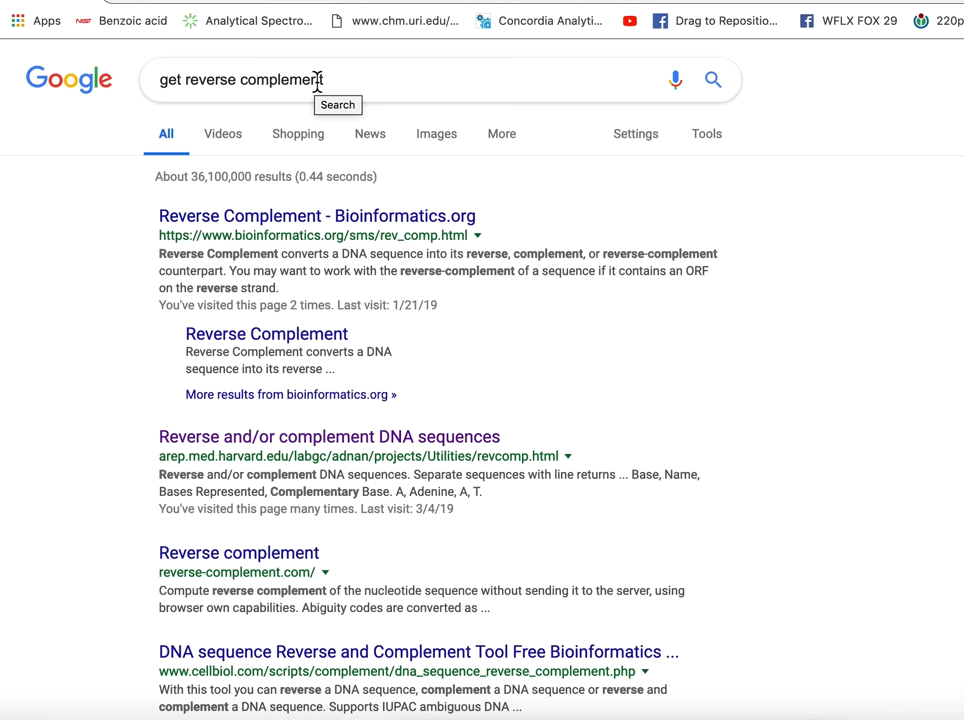 Apps NIST Benzoic acid Analytical Spectro... www.chm.uri.edu/... Concordia Analyti... Drag to Repositio... WFLX FOX 29 220p
Google get reverse complement
Search
All Videos Shopping News Images More Settings Tools
About 36,100,000 results (0.44 seconds)
Reverse Complement - Bioinformatics.org
https://www.bioinformatics.org/sms/rev_comp.html
Reverse Complement converts a DNA sequence into its reverse, complement, or reverse-complement
counterpart. You may want to work with the reverse-complement of a sequence if it contains an ORF
on the reverse strand.
You've visited this page 2 times. Last visit: 1/21/19
Reverse Complement
Reverse Complement converts a DNA
sequence into its reverse ...
More results from bioinformatics.org »
Reverse and/or complement DNA sequences
arep.med.harvard.edu/labgc/adnan/projects/Utilities/revcomp.html
Reverse and/or complement DNA sequences. Separate sequences with line returns ... Base, Name,
Bases Represented, Complementary Base. A, Adenine, A, T.
You've visited this page many times. Last visit: 3/4/19
Reverse complement
reverse-complement.com/
Compute reverse complement of the nucleotide sequence without sending it to the server, using
browser own capabilities. Abiguity codes are converted as ...
DNA sequence Reverse and Complement Tool Free Bioinformatics ...
www.cellbiol.com/scripts/complement/dna_sequence_reverse_complement.php
With this tool you can reverse a DNA sequence, complement a DNA sequence or reverse and
complement a DNA sequence. Supports IUPAC ambiguous DNA ...